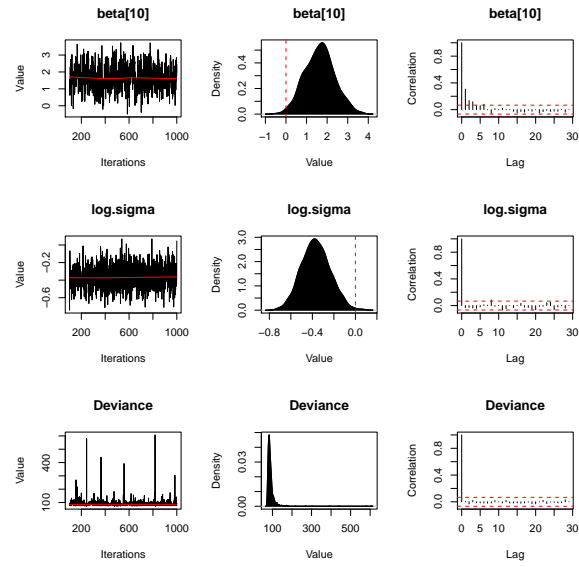 beta[10]
Value
0 1 2 3
200 600 1000
Iterations
beta[10]
Density
0.0 0.2 0.4
−1 0 1 2 3 4
Value
beta[10]
Correlation
0.0 0.4 0.8
0 5 15 20 30
Lag
log.sigma
Value
−0.6 −0.2
200 600 1000
Iterations
log.sigma
Density
0.0 1.0 2.0 3.0
−0.8 −0.4 0.0
Value
log.sigma
Correlation
0.0 0.4 0.8
0 5 15 20 30
Lag
Deviance
Value
100 400
200 600 1000
Iterations
Deviance
Density
0.00 0.03
100 300 500
Value
Deviance
Correlation
0.0 0.4 0.8
0 5 15 20 30
Lag